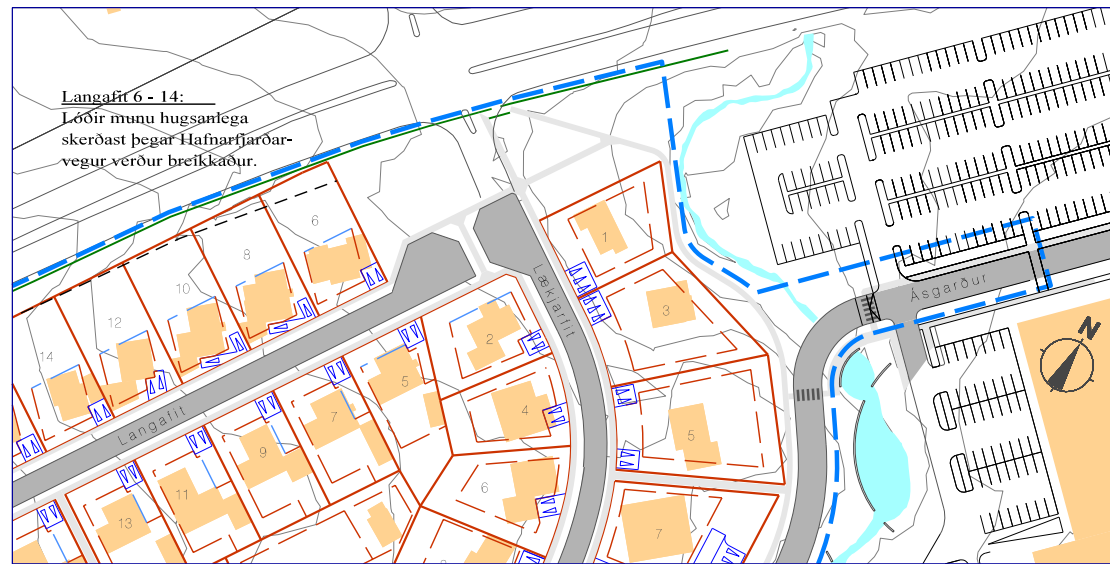 Langafit 6 - 14:
Lóðir munu hugsanlega
skerðast þegar Hafnarfjarðar-
vegur verður breikkaður.
6
8
10
12
14
1
3
5
7
2
4
6
5
7
9
11
13
Langafit
Lækjarfit
Ásgarður
N